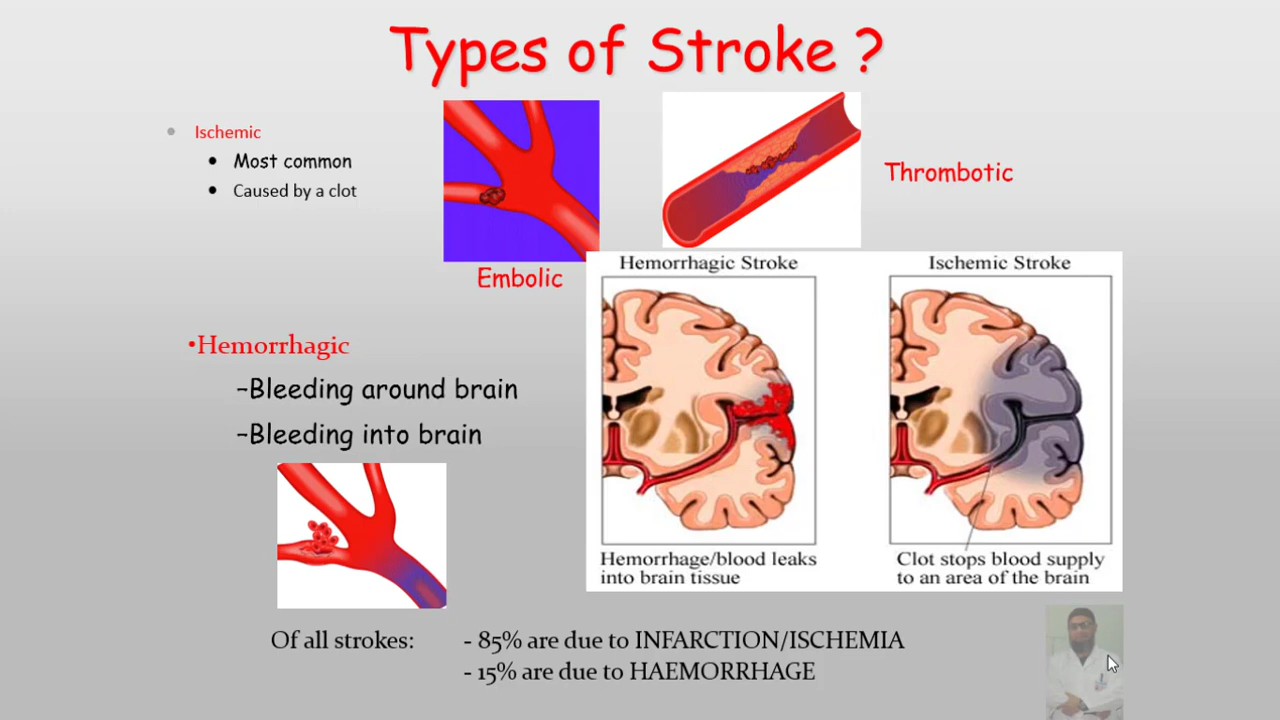 Types of Stroke ?
• Ischemic
• Most common
• Caused by a clot
Embolic
Thrombotic
•Hemorrhagic
–Bleeding around brain
–Bleeding into brain
Hemorrhagic Stroke
Hemorrhage/blood leaks
into brain tissue
Ischemic Stroke
Clot stops blood supply
to an area of the brain
Of all strokes: - 85% are due to INFARCTION/ISCHEMIA
- 15% are due to HAEMORRHAGE